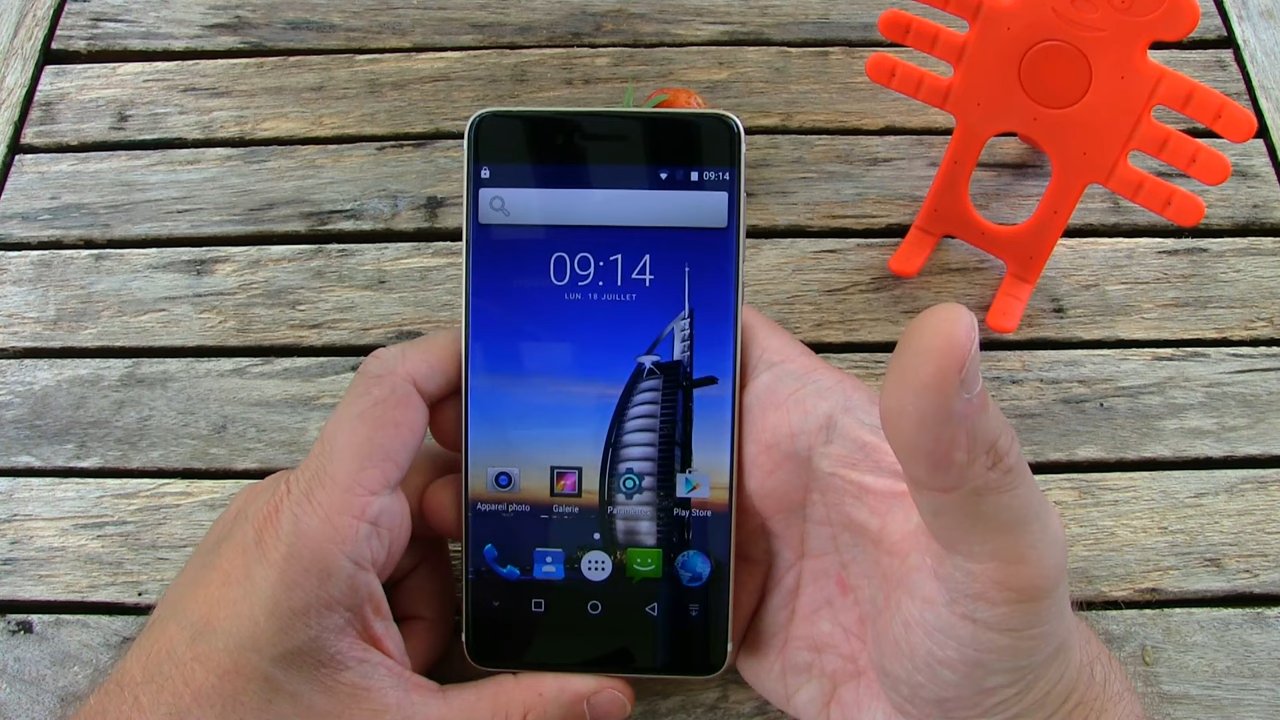 09:14
09:14
LUN. 18 JUILLET
Appareil photo
Galerie
Paramètres
Play Store